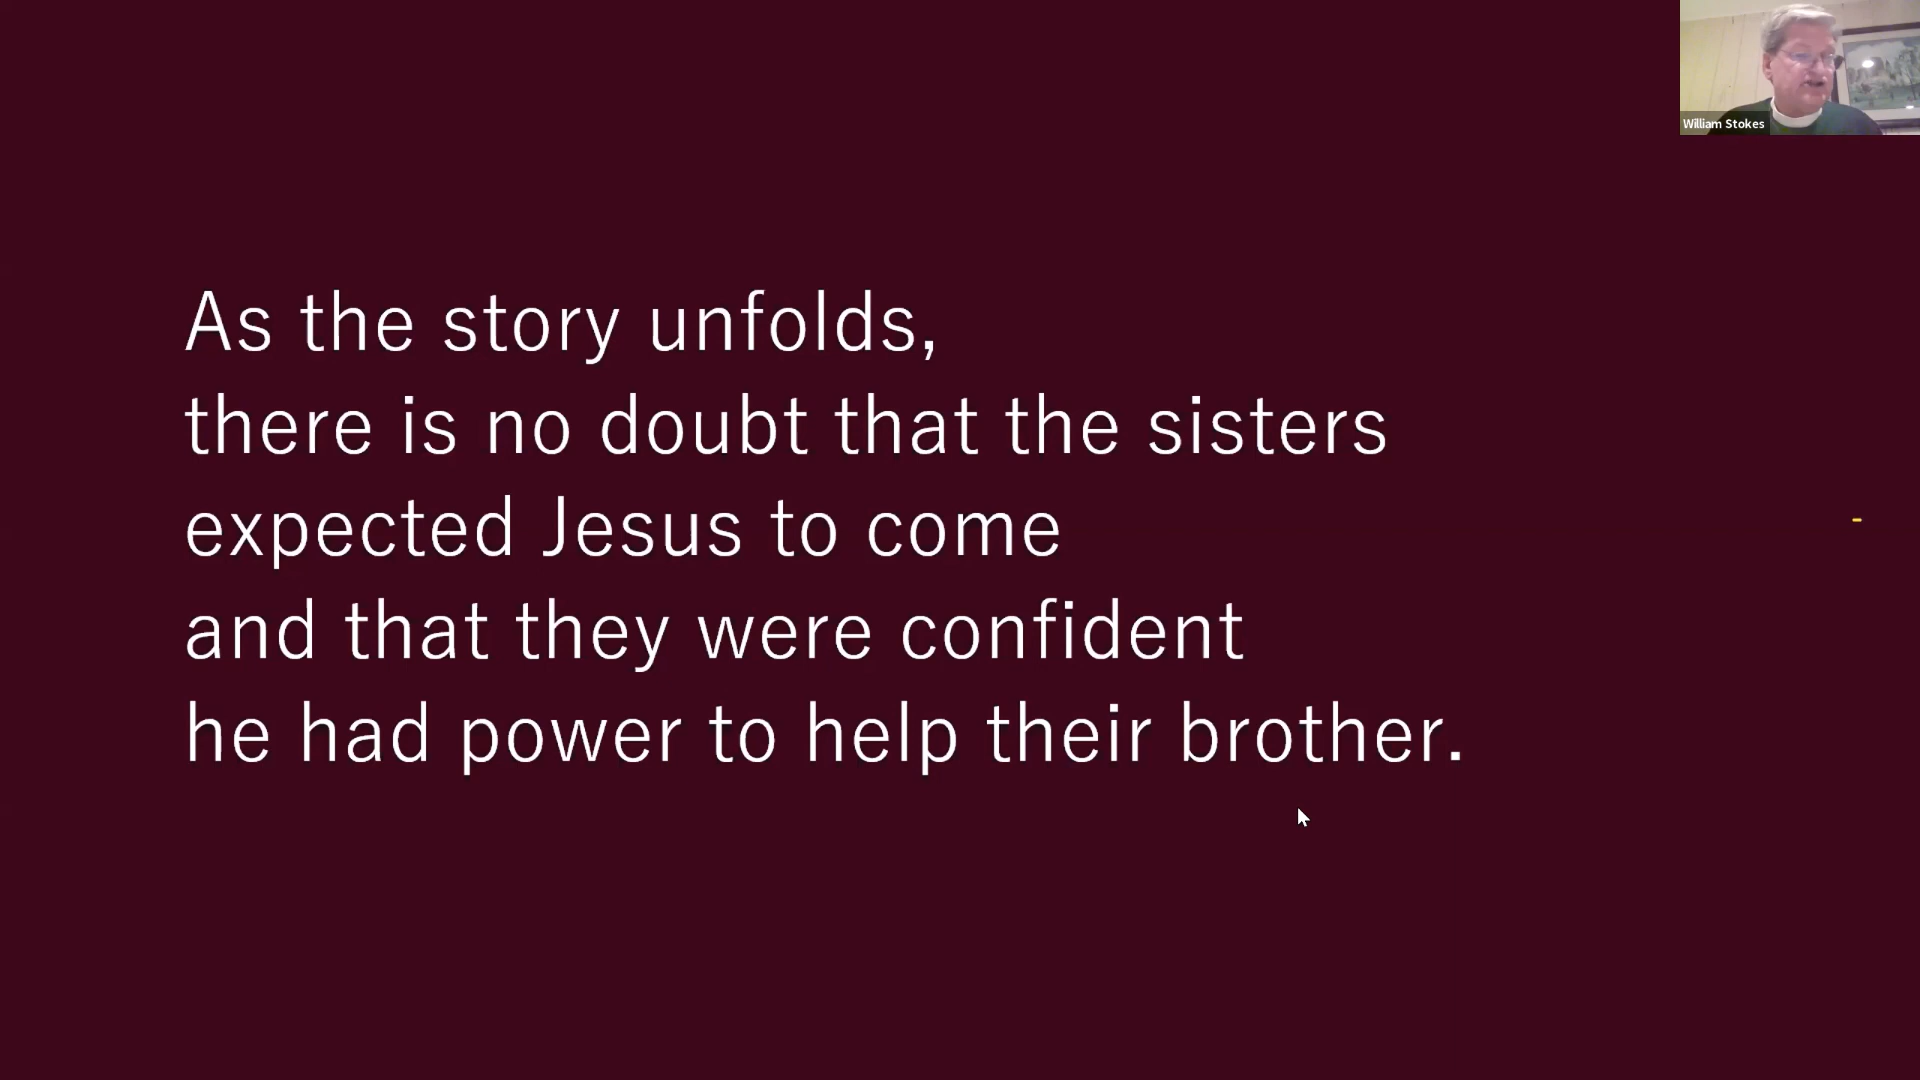 William Stokes
As the story unfolds,
there is no doubt that the sisters
expected Jesus to come
and that they were confident
he had power to help their brother.